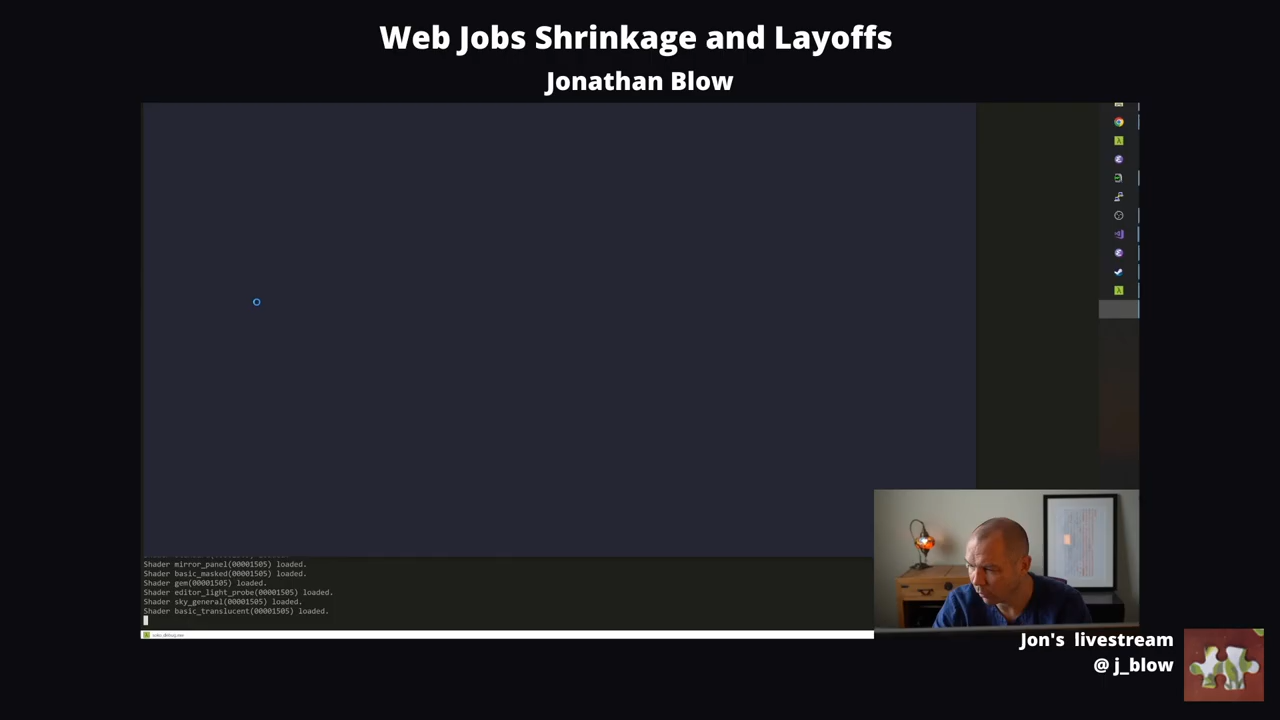 Web Jobs Shrinkage and Layoffs
Jonathan Blow
Shader mirror_panel(00001505) loaded.
Shader basic_masked(00001505) loaded.
Shader gem(00001505) loaded.
Shader editor_light_probe(00001505) loaded.
Shader sky_general(00001505) loaded.
Shader basic_translucent(00001505) loaded.
Jon's livestream
@ j_blow